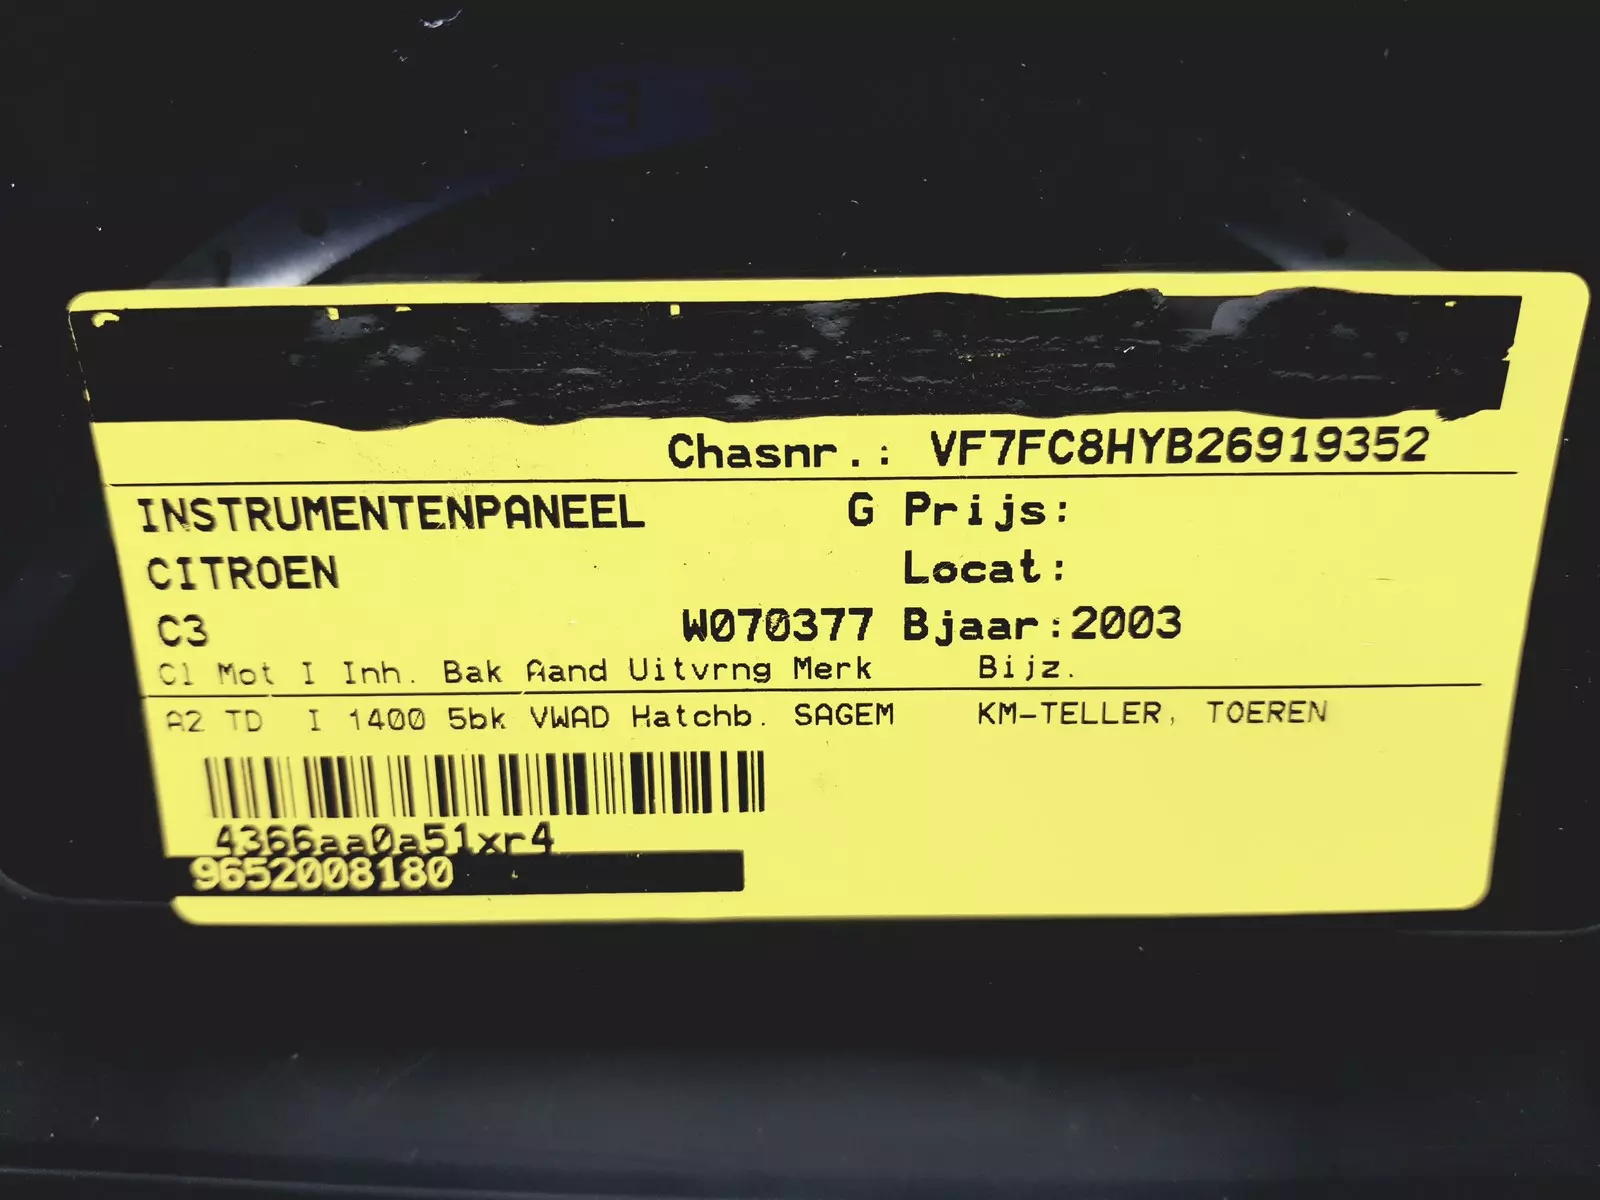 Chasnr.: VF7FC8HYB26919352
INSTRUMENTENPANEEL G Prijs:
CITROEN Locat:
C3 W070377 Bjaar:2003
Cl Mot I Inh. Bak Aand Uitvrng Merk Bijz.
A2 TD I 1400 5bk VWAD Hatchb. SAGEM KM-TELLER, TOEREN
4366aa0a51xr4
9652008180